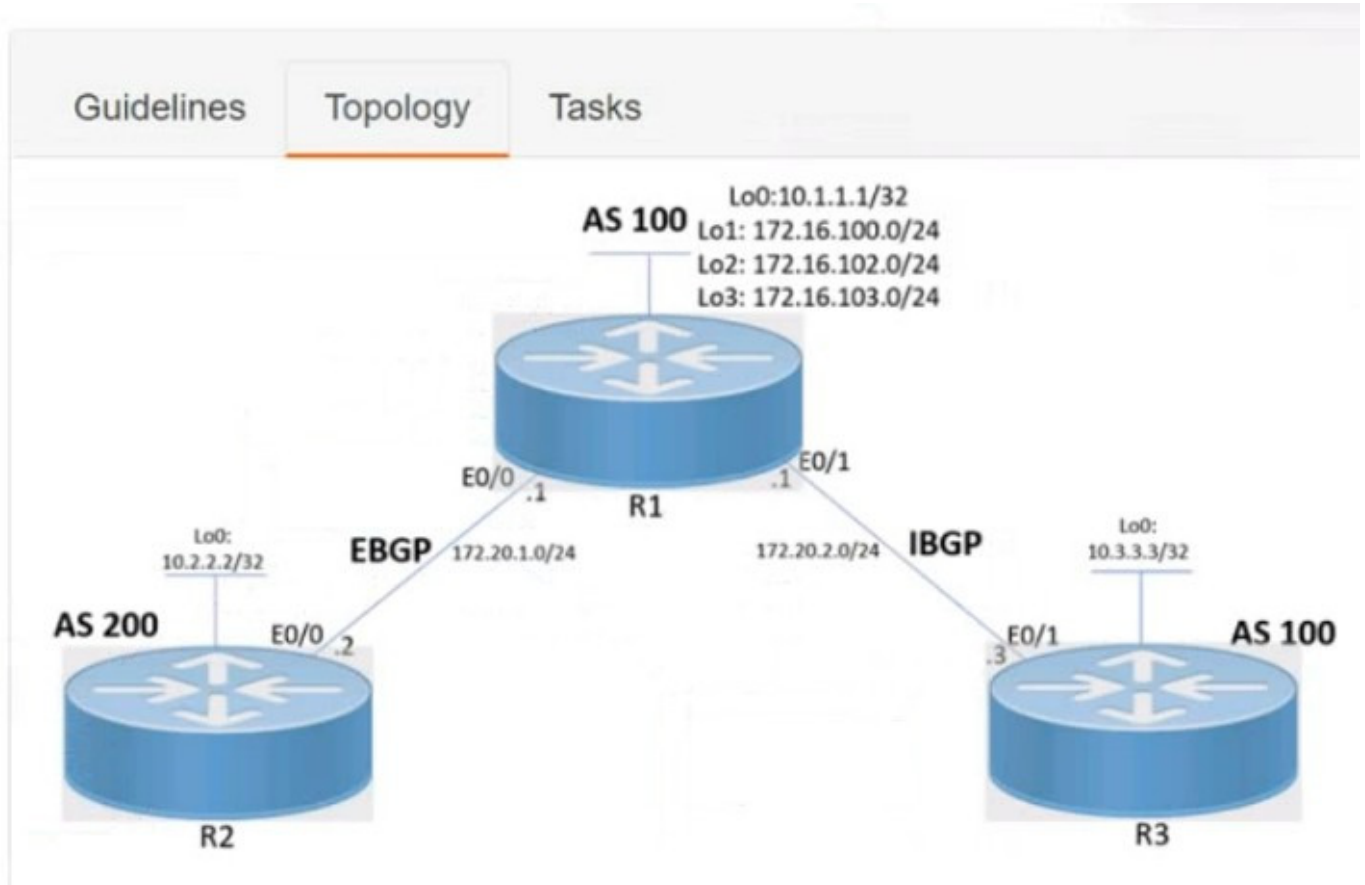 Guidelines Topology Tasks
AS 100
Lo0:10.1.1.1/32
Lo1: 172.16.100.0/24
Lo2: 172.16.102.0/24
Lo3: 172.16.103.0/24
E0/0 .1
R1
.1 E0/1
EBGP 172.20.1.0/24
172.20.2.0/24 IBGP
Lo0:
10.2.2.2/32
Lo0:
10.3.3.3/32
AS 200
E0/0 .2
E0/1 .3
AS 100
R2
R3